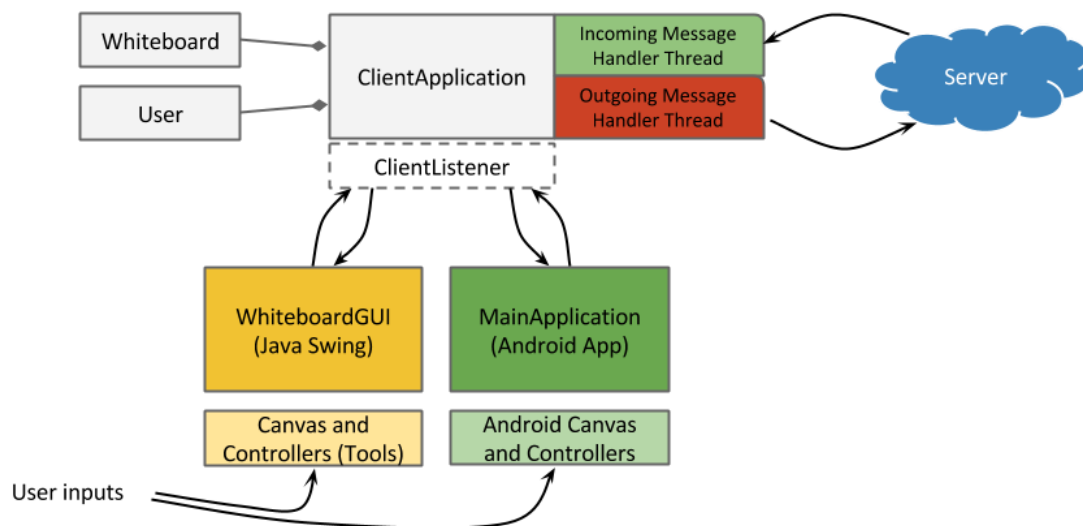 Whiteboard
User
ClientApplication
Incoming Message
Handler Thread
Outgoing Message
Handler Thread
Server
ClientListener
WhiteboardGUI
(Java Swing)
MainApplication
(Android App)
Canvas and
Controllers (Tools)
Android Canvas
and Controllers
User inputs